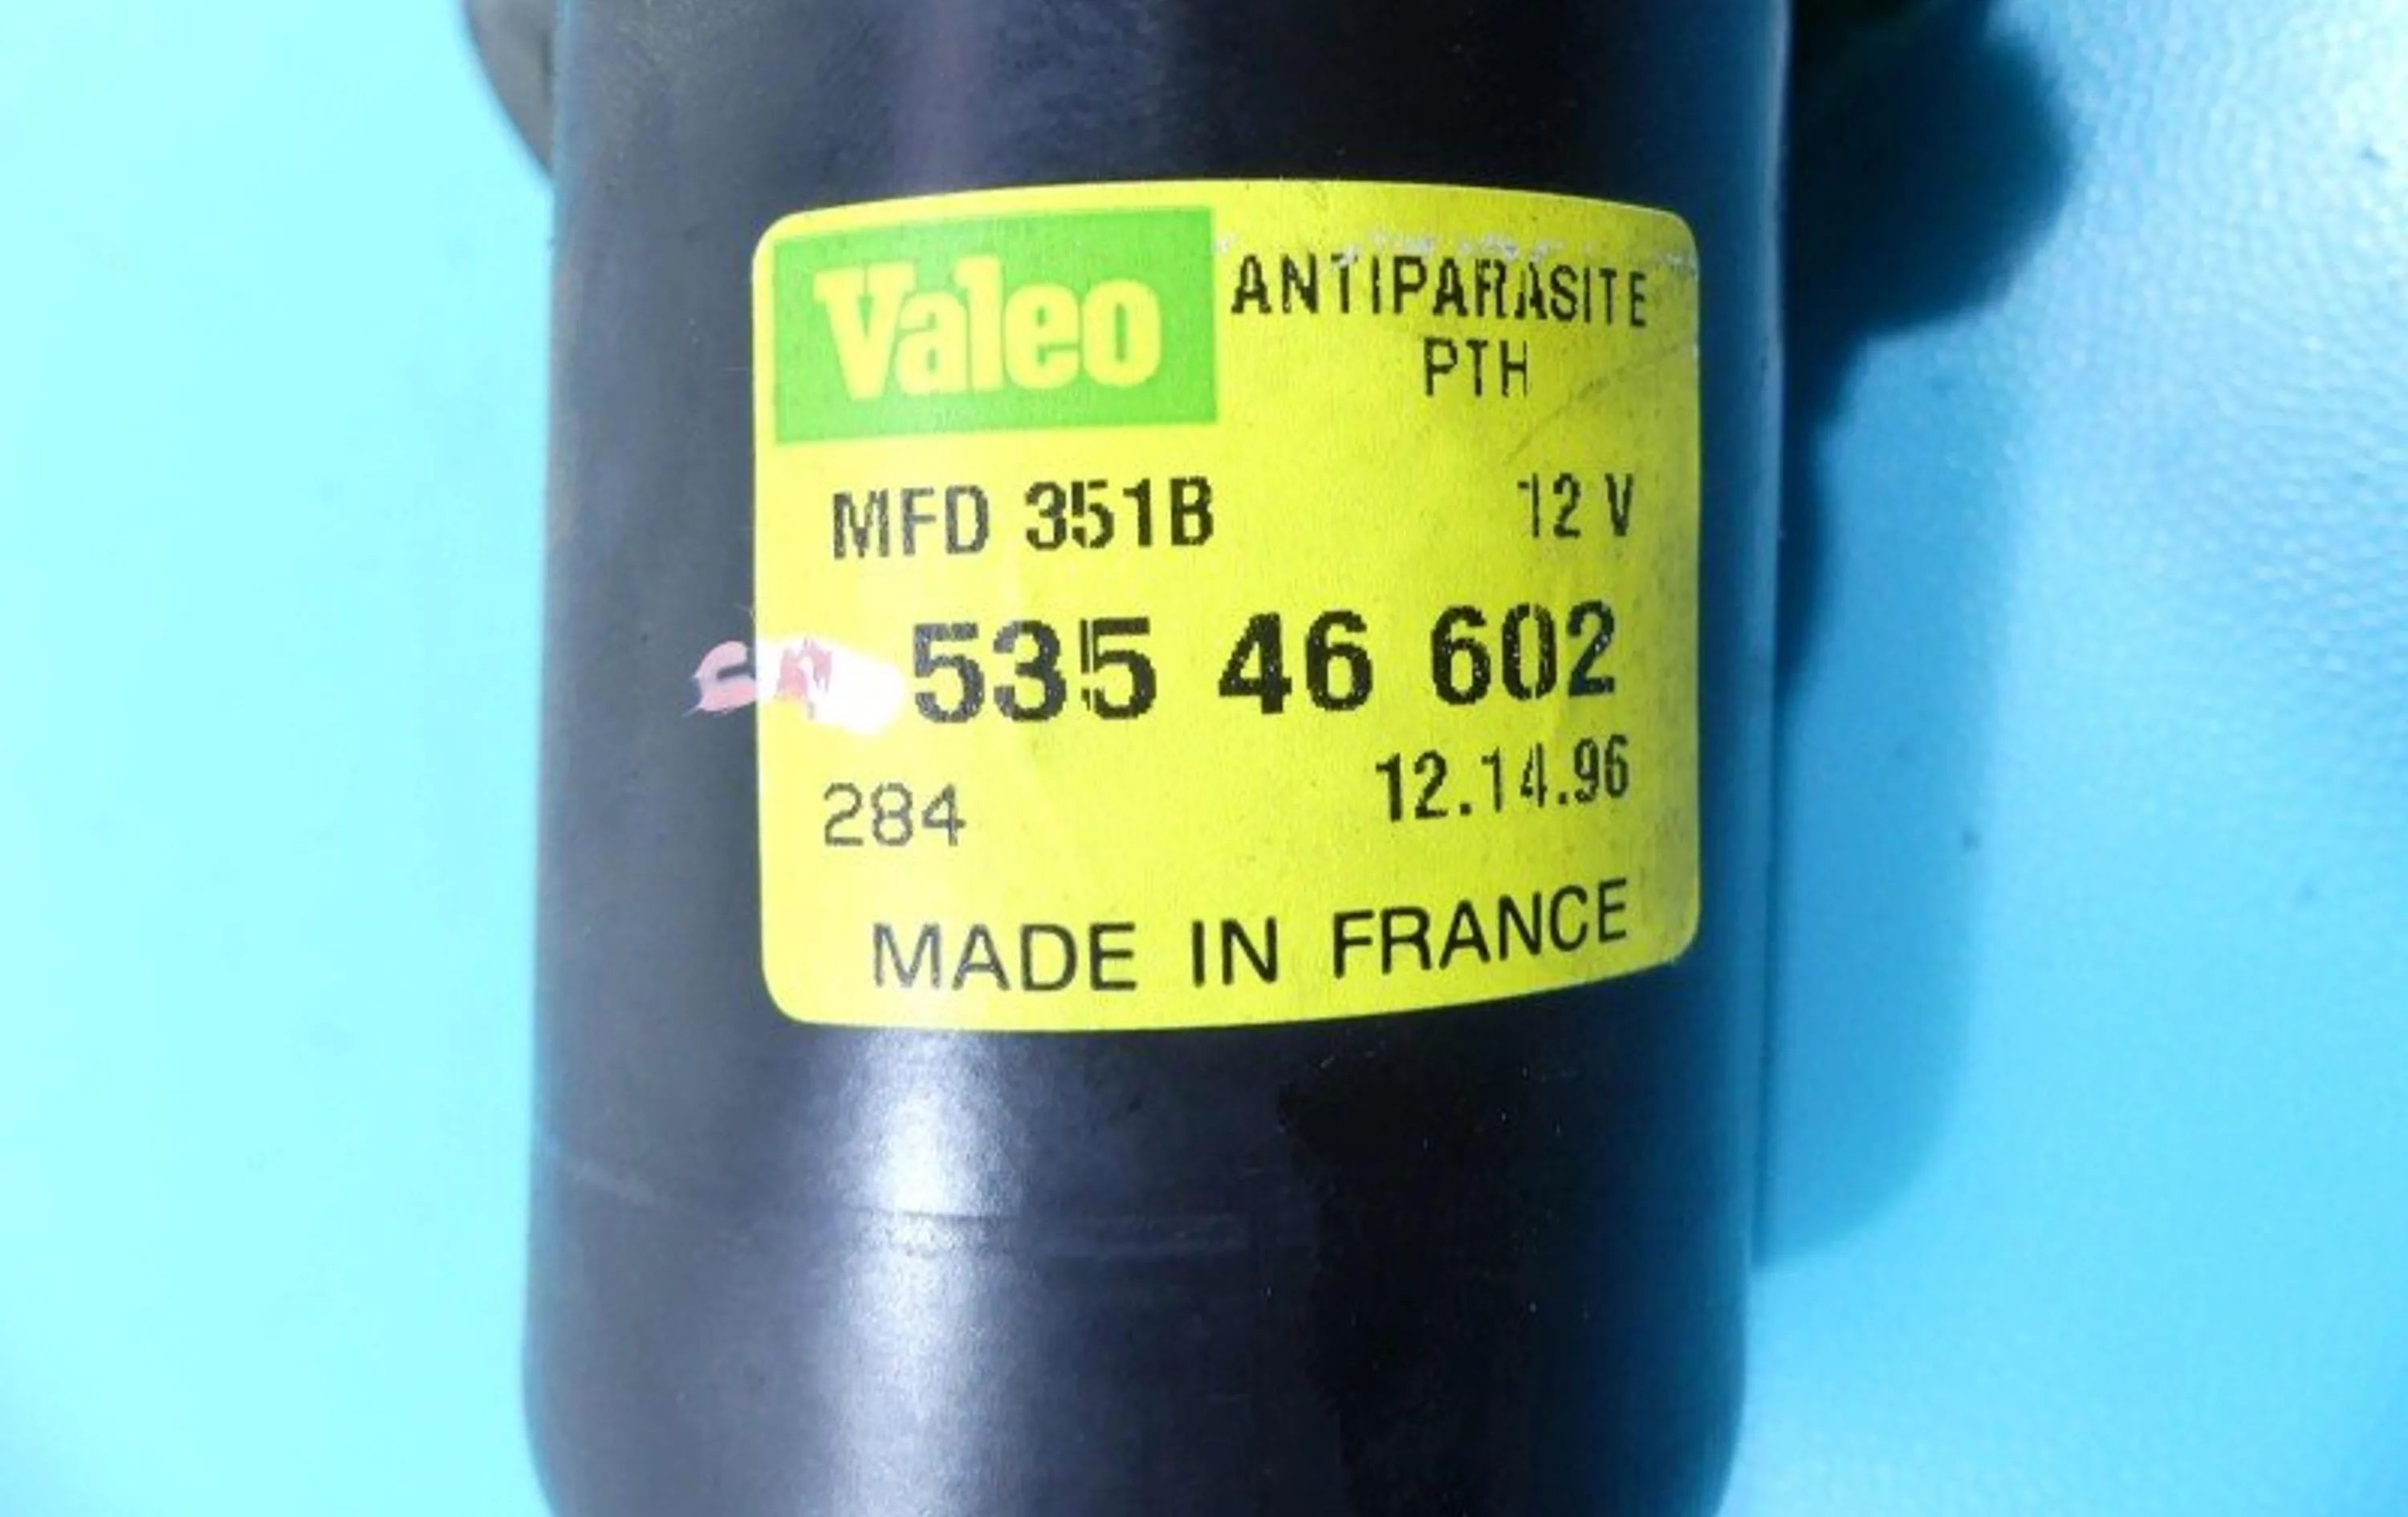 Valeo ANTIPARASITE
PTH
MFD 351B 12 V
535 46 602
284 12.14.96
MADE IN FRANCE